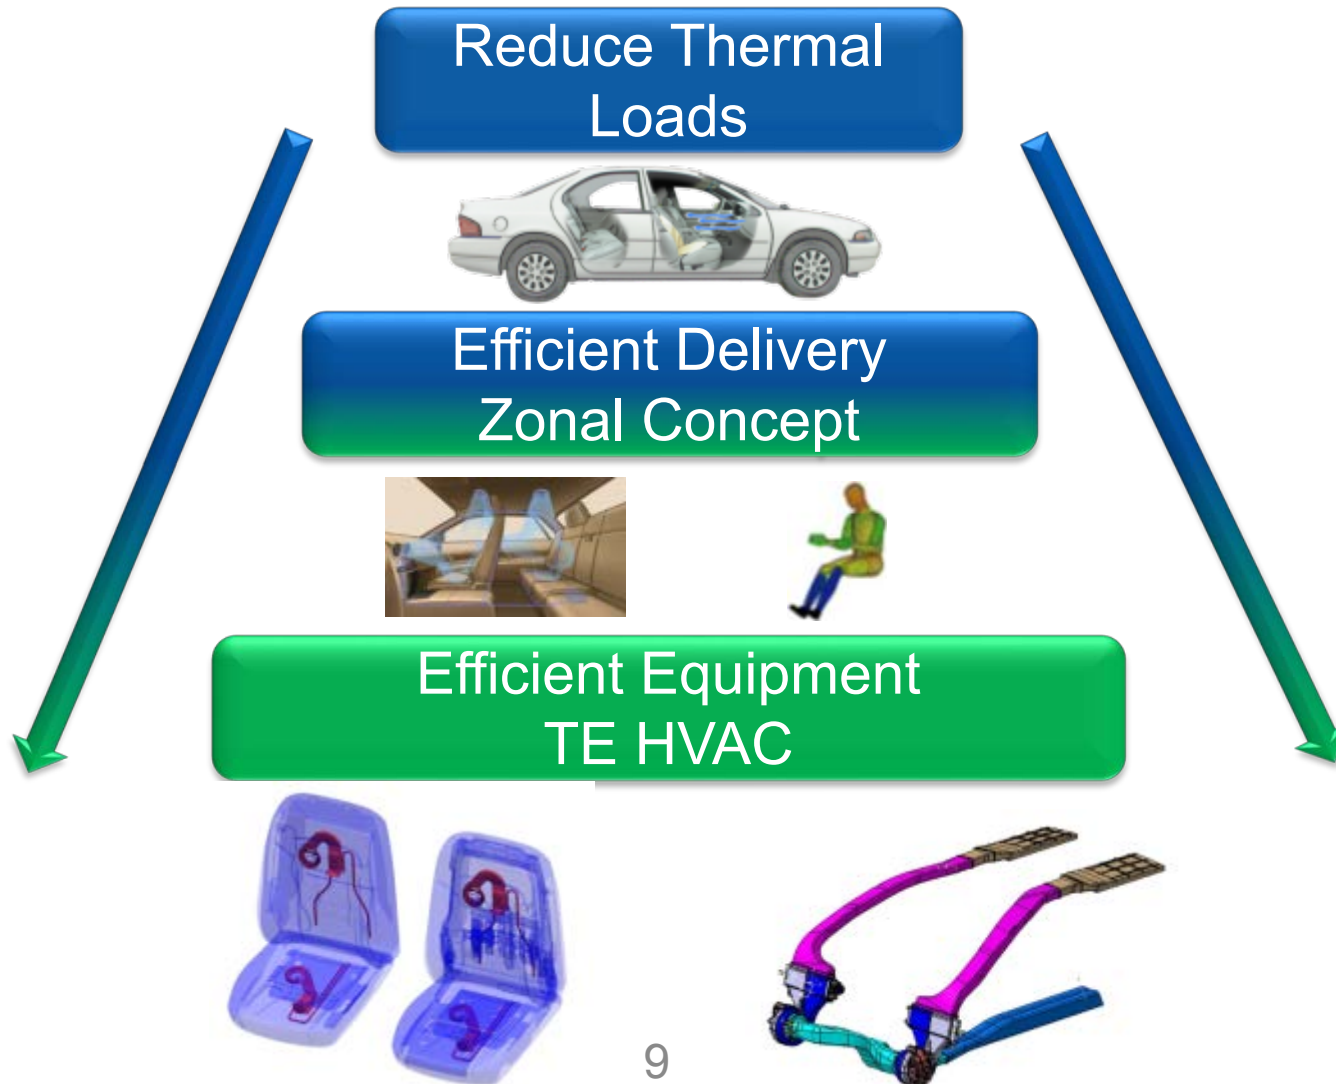 Reduce Thermal
Loads
Efficient Delivery
Zonal Concept
Efficient Equipment
TE HVAC
9